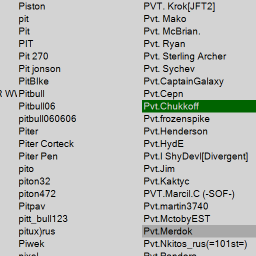 Piston PVT. Krok[JFT2]
pit Pvt. Mako
Pit Pvt. McBrian.
PIT Pvt. Ryan
Pit 270 Pvt. Sterling Archer
Pit jonson Pvt. Sychev
PitBIke Pvt.CaptainGalaxy
Pitbull Pvt.Cepn
Pitbull06 Pvt.Chukkoff
pitbull060606 Pvt.frozenspike
Piter Pvt.Henderson
Piter Corteck Pvt.HydE
Piter Pen Pvt.I ShyDevl[Divergent]
pito Pvt.Jim
piton32 Pvt.Kaktyc
piton472 PVT.Marcil.C (-SOF-)
Pitpav Pvt.martin3740
pitt_bull123 Pvt.MctobyEST
pitux)rus Pvt.Merdok
Piwek Pvt.Nkitos_rus(=101st=)